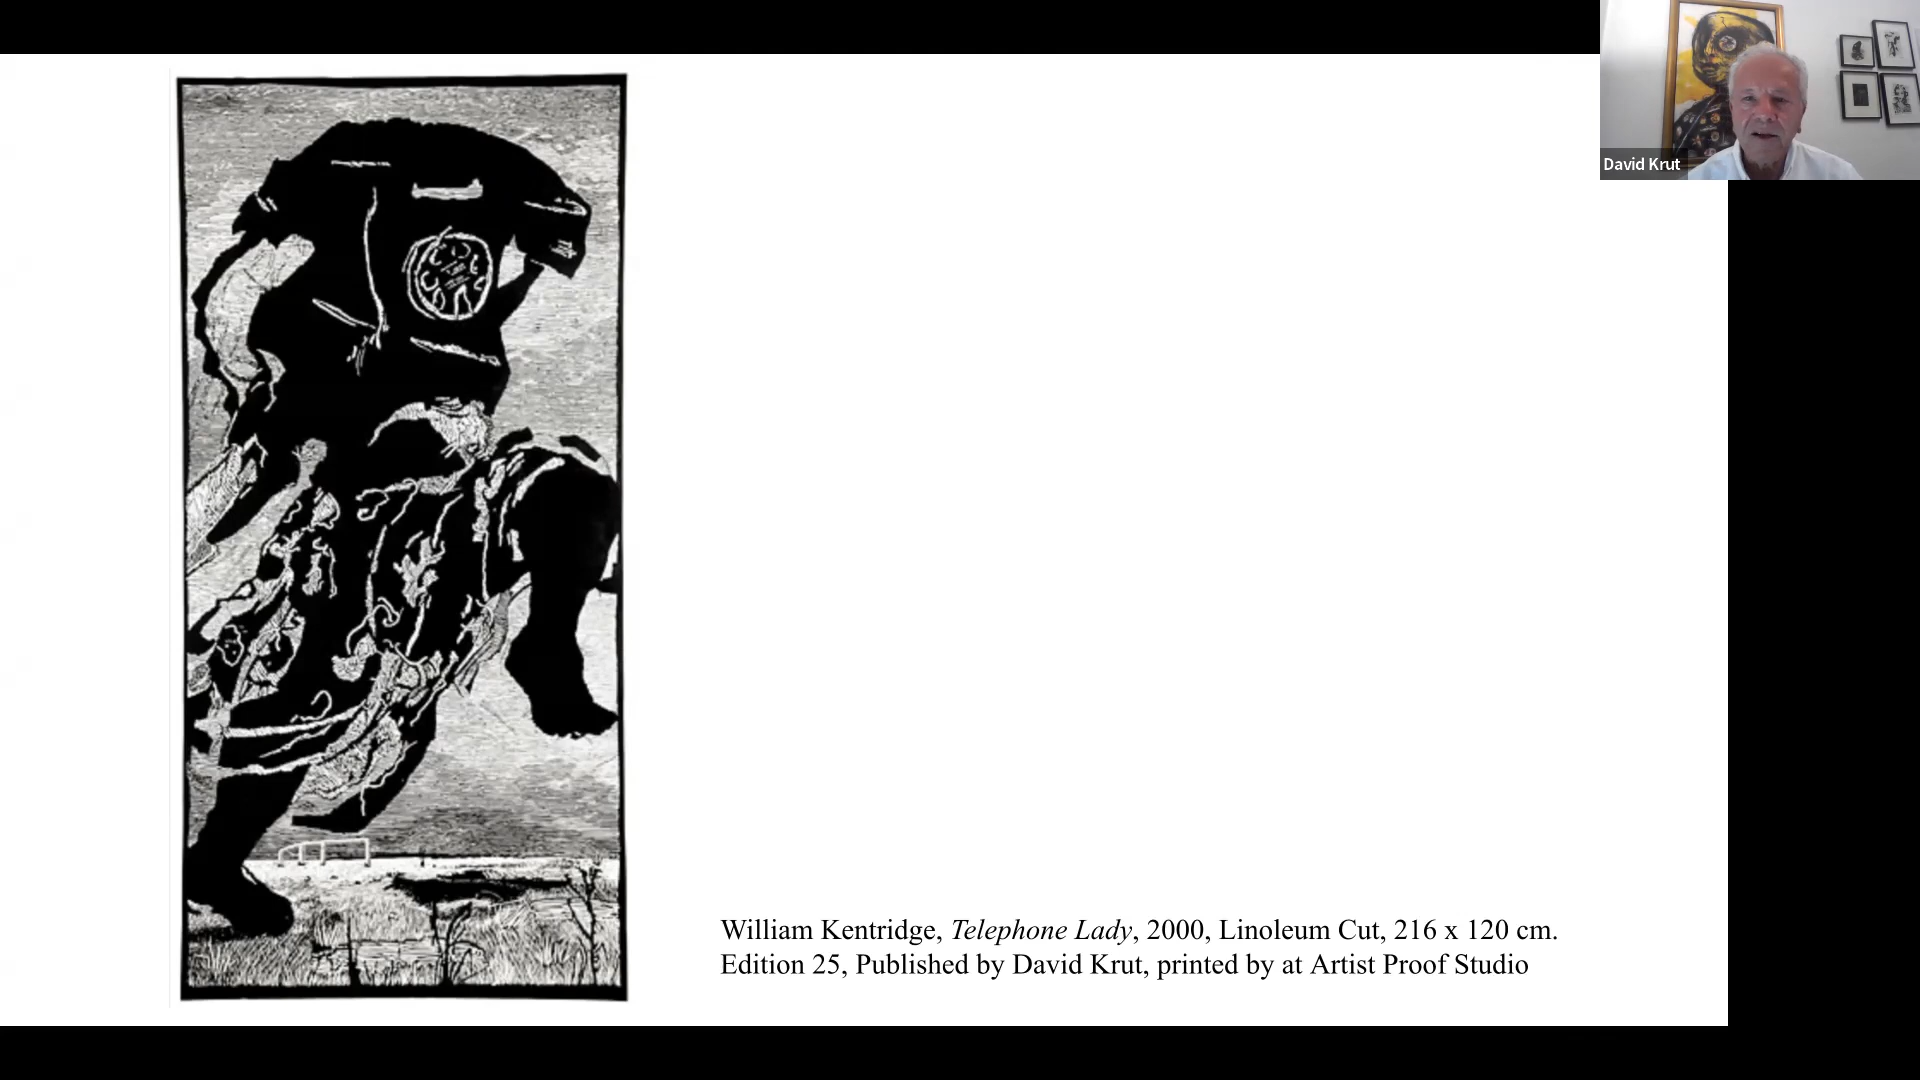 David Krut
William Kentridge, Telephone Lady, 2000, Linoleum Cut, 216 x 120 cm.
Edition 25, Published by David Krut, printed by at Artist Proof Studio